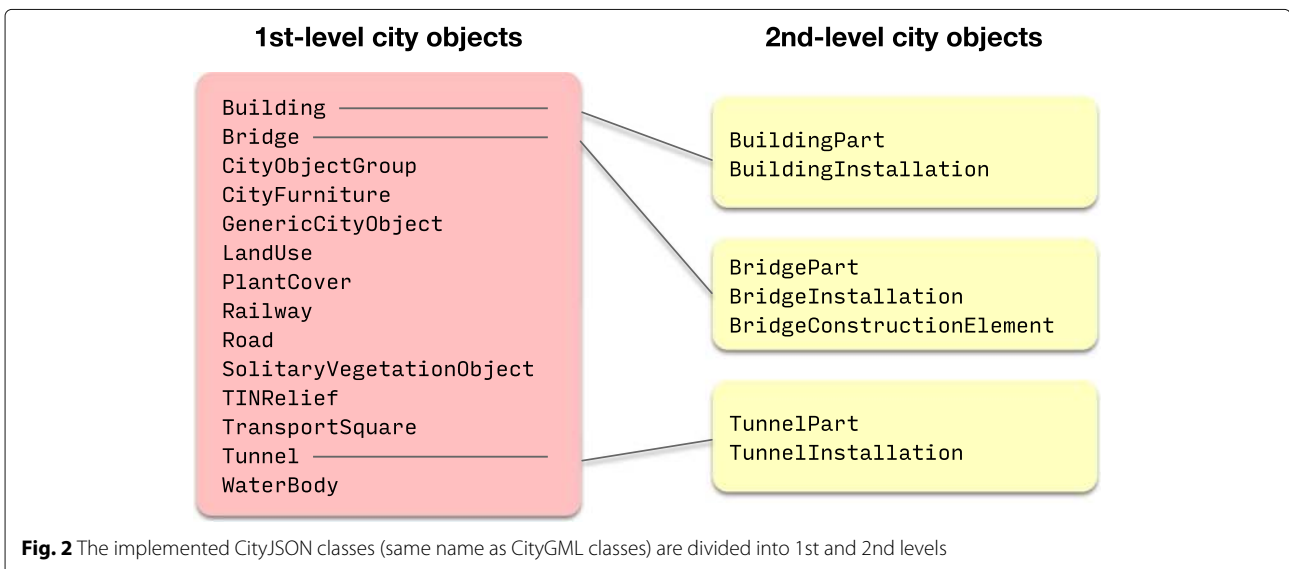 1st-level city objects
2nd-level city objects
Building
Bridge
CityObjectGroup
CityFurniture
GenericCityObject
LandUse
PlantCover
Railway
Road
SolitaryVegetationObject
TINRelief
TransportSquare
Tunnel
WaterBody
BuildingPart
BuildingInstallation
BridgePart
BridgeInstallation
BridgeConstructionElement
TunnelPart
TunnelInstallation
Fig. 2 The implemented CityJSON classes (same name as CityGML classes) are divided into 1st and 2nd levels